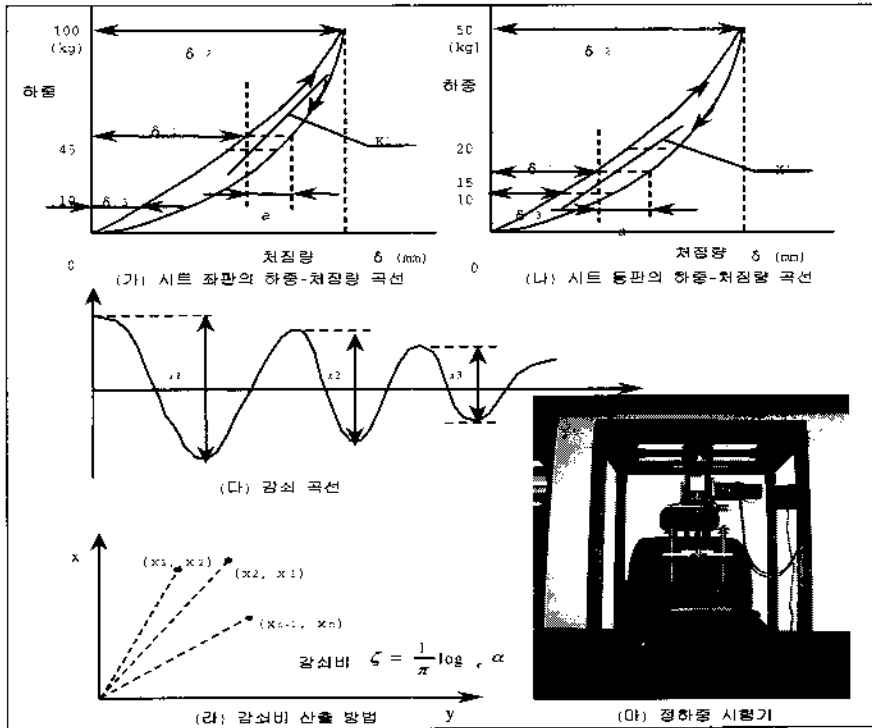 100
(kg)
δ 2
하중
45
10
δ 3
a
0
처짐량 δ (mm)
(가) 시트 좌판의 하중-처짐량 곡선
50
(kg)
하중
20
15
10
0
처짐량 δ (mm)
(나) 시트 등판의 하중-처짐량 곡선
x1
x2
x3
(다) 감쇠 곡선
x
(x1, x2)
감쇠비 ζ = 1/π log e α
(라) 감쇠비 산출 방법
y
(마) 정하중 시험기